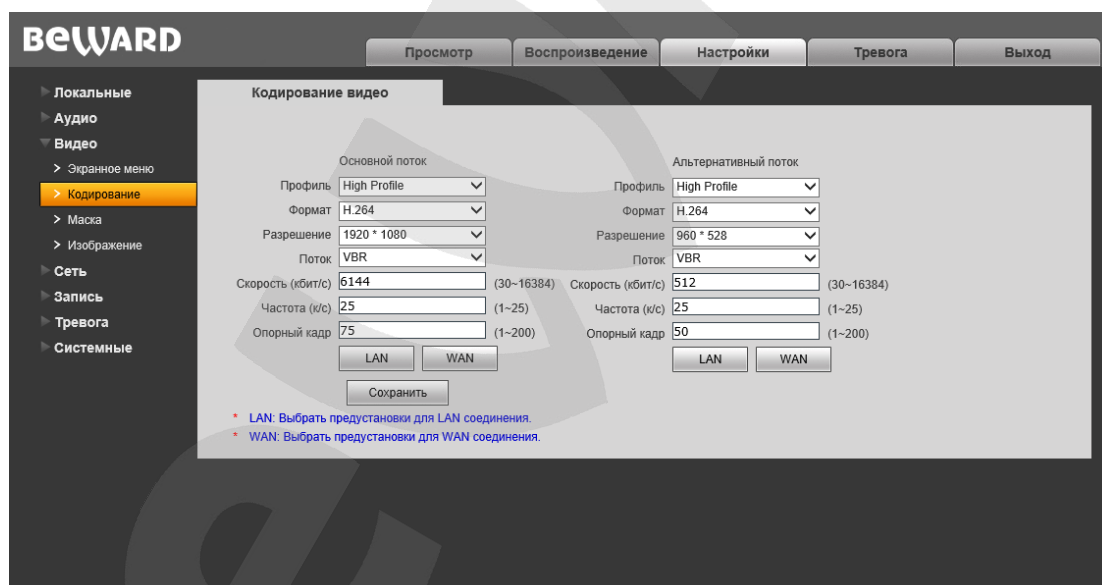 BEWARD
Просмотр Воспроизведение Настройки Тревога Выход
Локальные
Аудио
Видео
> Экранное меню
> Кодирование
> Маска
> Изображение
Сеть
Запись
Тревога
Системные
Кодирование видео
Основной поток
Профиль High Profile
Формат H.264
Разрешение 1920 * 1080
Поток VBR
Скорость (кбит/с) 6144 (30~16384)
Частота (к/с) 25 (1~25)
Опорный кадр 75 (1~200)
LAN WAN
Альтернативный поток
Профиль High Profile
Формат H.264
Разрешение 960 * 528
Поток VBR
Скорость (кбит/с) 512 (30~16384)
Частота (к/с) 25 (1~25)
Опорный кадр 50 (1~200)
LAN WAN
Сохранить
* LAN: Выбрать предустановки для LAN соединения.
* WAN: Выбрать предустановки для WAN соединения.